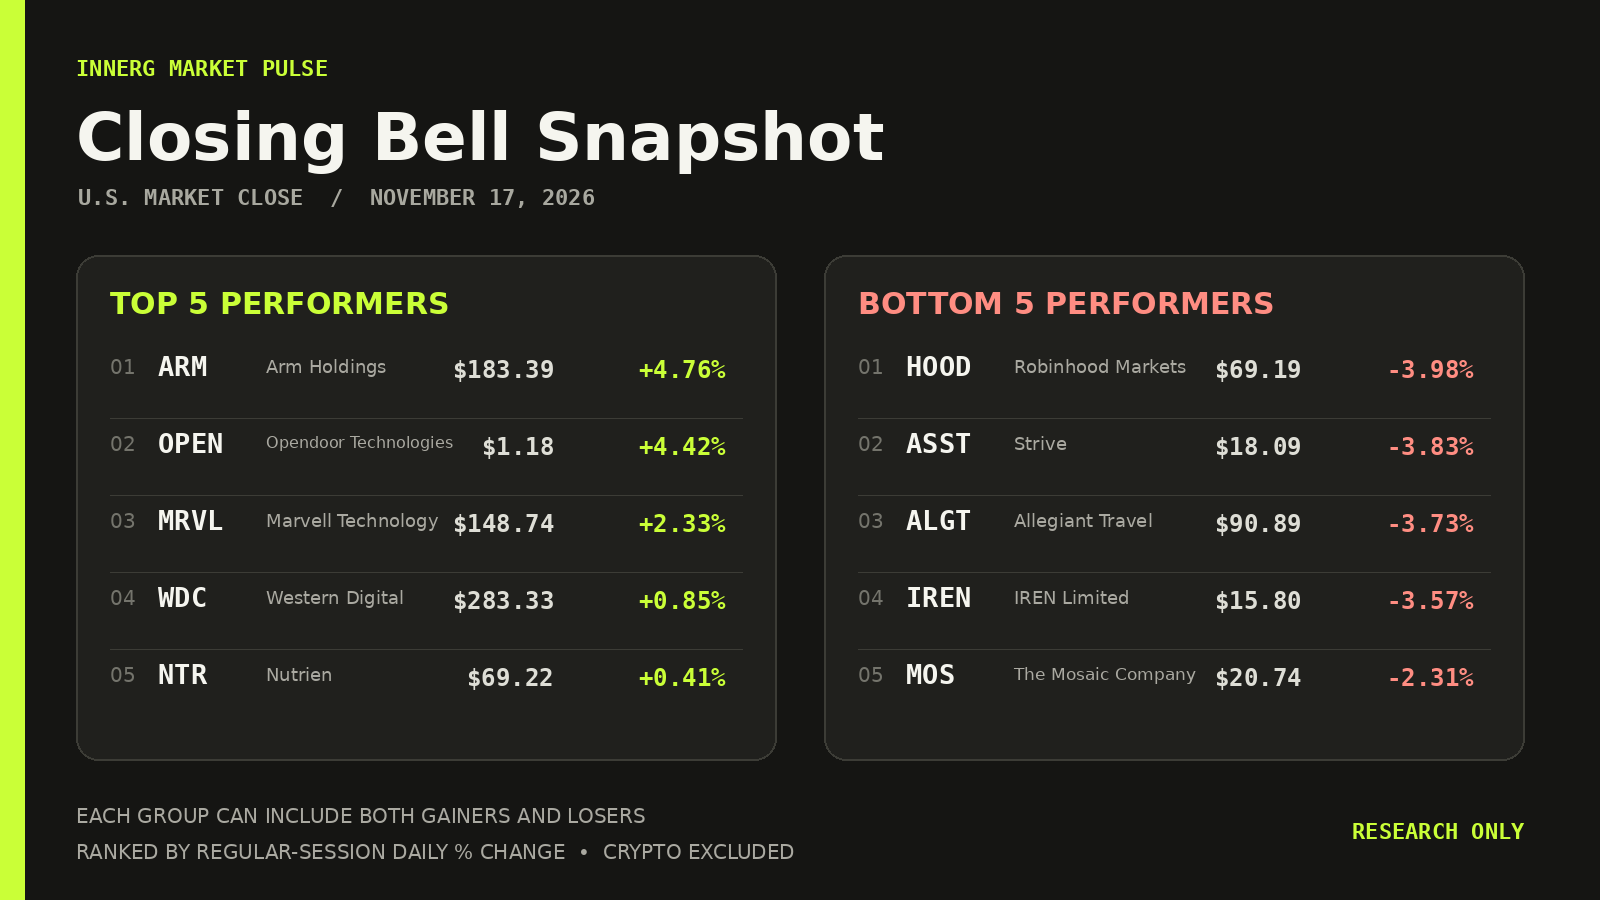 INNERG MARKET PULSE
Closing Bell Snapshot
U.S. MARKET CLOSE / NOVEMBER 17, 2026
TOP 5 PERFORMERS
01 ARM Arm Holdings $183.39 +4.76%
02 OPEN Opendoor Technologies $1.18 +4.42%
03 MRVL Marvell Technology $148.74 +2.33%
04 WDC Western Digital $283.33 +0.85%
05 NTR Nutrien $69.22 +0.41%
BOTTOM 5 PERFORMERS
01 HOOD Robinhood Markets $69.19 -3.98%
02 ASST Strive $18.09 -3.83%
03 ALGT Allegiant Travel $90.89 -3.73%
04 IREN IREN Limited $15.80 -3.57%
05 MOS The Mosaic Company $20.74 -2.31%
EACH GROUP CAN INCLUDE BOTH GAINERS AND LOSERS
RANKED BY REGULAR-SESSION DAILY % CHANGE • CRYPTO EXCLUDED
RESEARCH ONLY